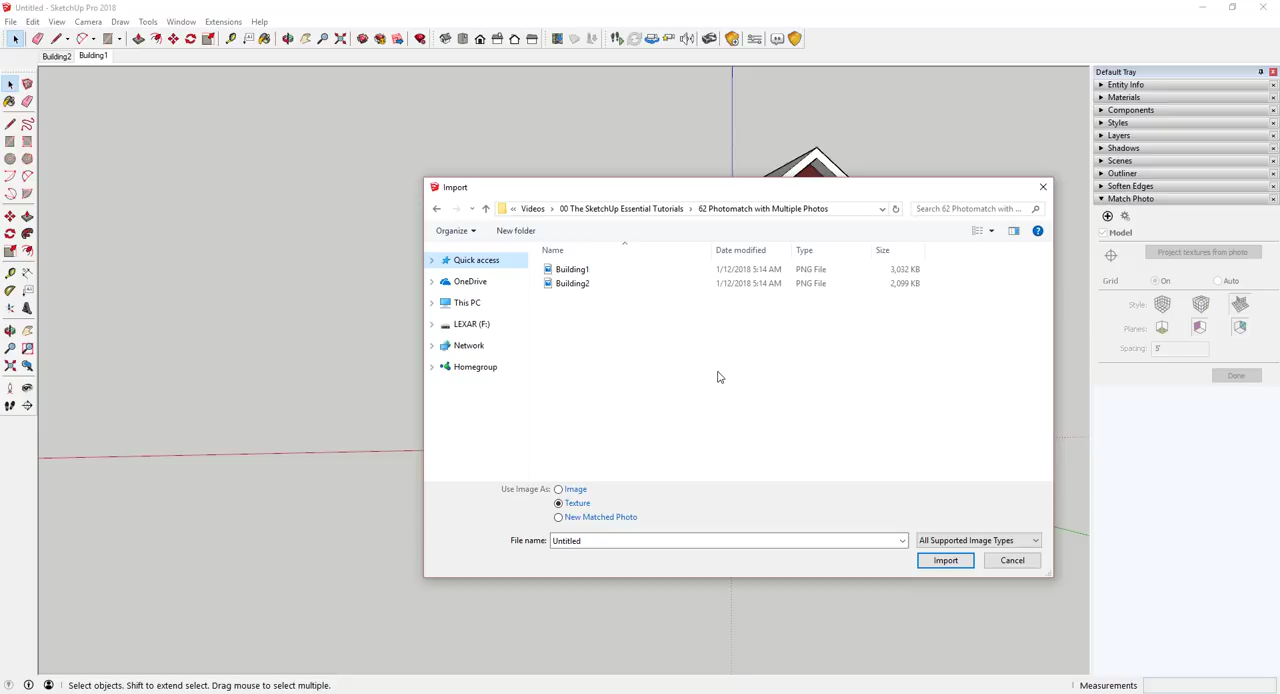 Untitled - SketchUp Pro 2018
File Edit View Camera Draw Tools Window Extensions Help
Building2 Building1
Default Tray
Entity Info
Materials
Components
Styles
Layers
Shadows
Scenes
Outliner
Soften Edges
Match Photo
Model
Project textures from photo
Grid On Auto
Style:
Planes:
Spacing: 5'
Done
Import
« Videos › 00 The SketchUp Essential Tutorials › 62 Photomatch with Multiple Photos
Search 62 Photomatch with ...
Organize New folder
Name Date modified Type Size
Quick access
OneDrive
This PC
LEXAR (F:)
Network
Homegroup
Building1 1/12/2018 5:14 AM PNG File 3,032 KB
Building2 1/12/2018 5:14 AM PNG File 2,099 KB
Use Image As: Image
Texture
New Matched Photo
File name: Untitled All Supported Image Types
Import Cancel
Select objects. Shift to extend select. Drag mouse to select multiple.
Measurements